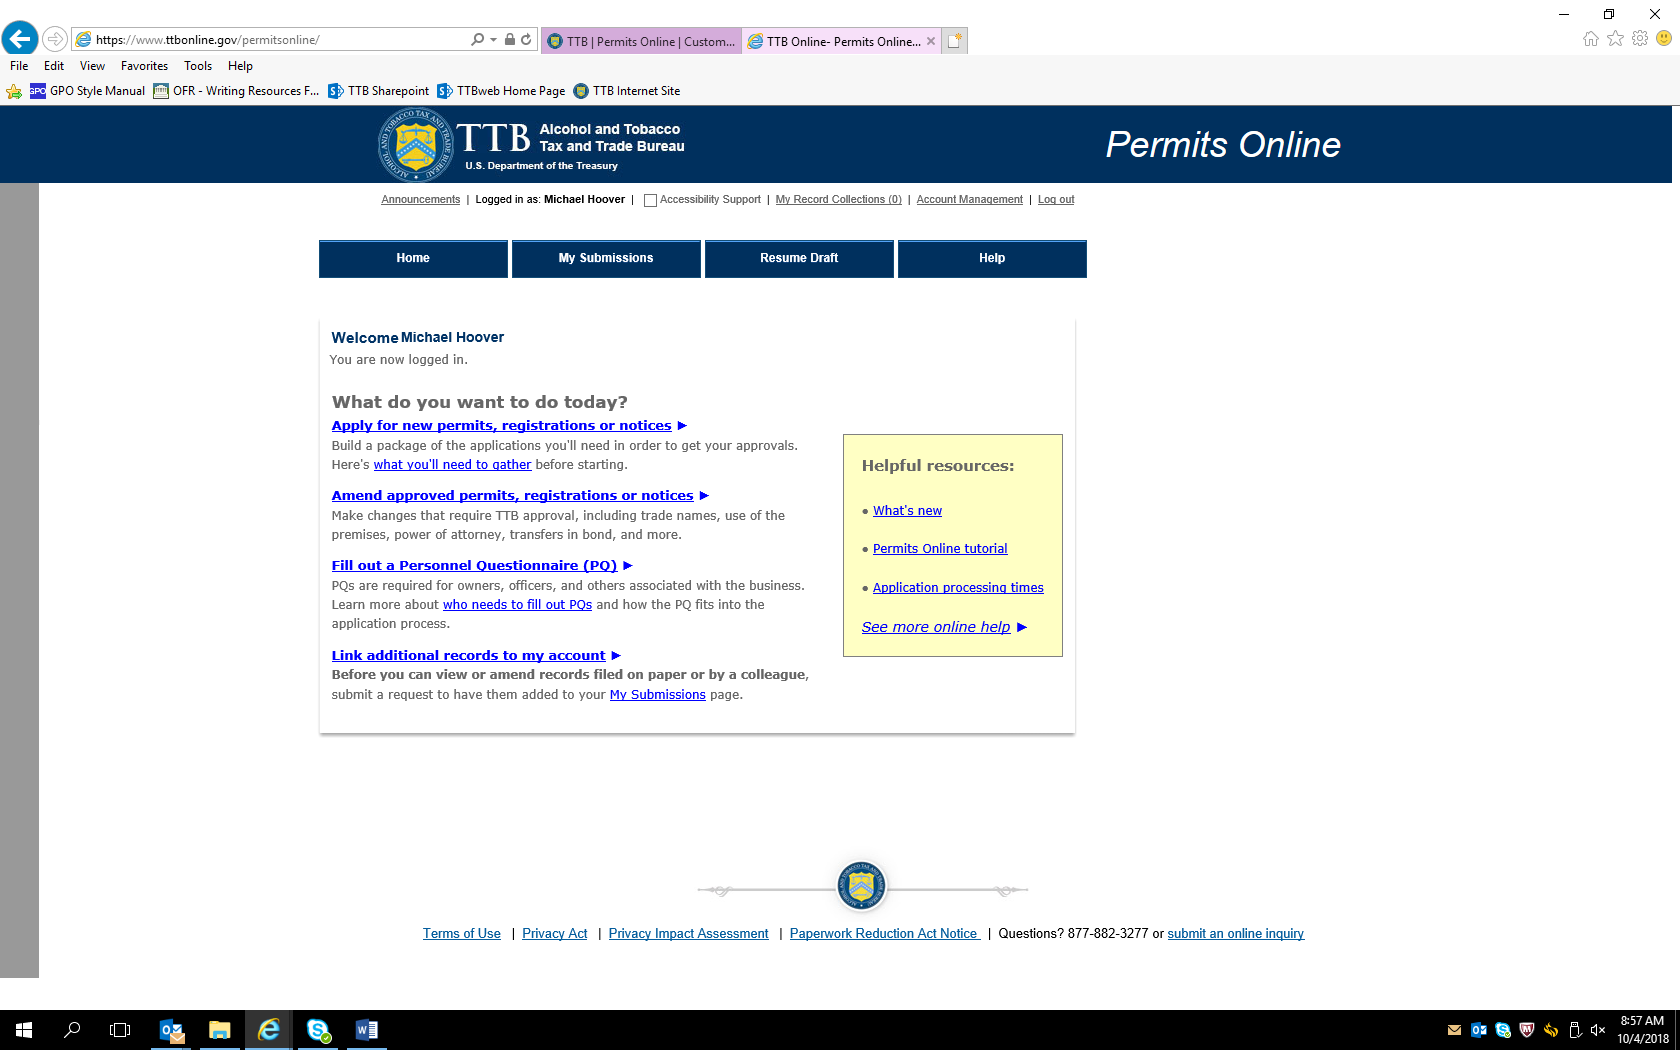 https://www.ttbonline.gov/permitsonline/
TTB | Permits Online | Custom...
TTB Online- Permits Online...
File Edit View Favorites Tools Help
GPO GPO Style Manual OFR - Writing Resources F... TTB Sharepoint TTBweb Home Page TTB Internet Site
ALCOHOL AND TOBACCO TAX AND TRADE BUREAU
TTB Alcohol and Tobacco
Tax and Trade Bureau
U.S. Department of the Treasury
Permits Online
Announcements | Logged in as: Michael Hoover | Accessibility Support | My Record Collections (0) | Account Management | Log out
Home My Submissions Resume Draft Help
Welcome Michael Hoover
You are now logged in.
What do you want to do today?
Apply for new permits, registrations or notices ►
Build a package of the applications you'll need in order to get your approvals.
Here's what you'll need to gather before starting.
Amend approved permits, registrations or notices ►
Make changes that require TTB approval, including trade names, use of the
premises, power of attorney, transfers in bond, and more.
Fill out a Personnel Questionnaire (PQ) ►
PQs are required for owners, officers, and others associated with the business.
Learn more about who needs to fill out PQs and how the PQ fits into the
application process.
Link additional records to my account ►
Before you can view or amend records filed on paper or by a colleague,
submit a request to have them added to your My Submissions page.
Helpful resources:
• What's new
• Permits Online tutorial
• Application processing times
See more online help ►
Terms of Use | Privacy Act | Privacy Impact Assessment | Paperwork Reduction Act Notice | Questions? 877-882-3277 or submit an online inquiry
8:57 AM
10/4/2018